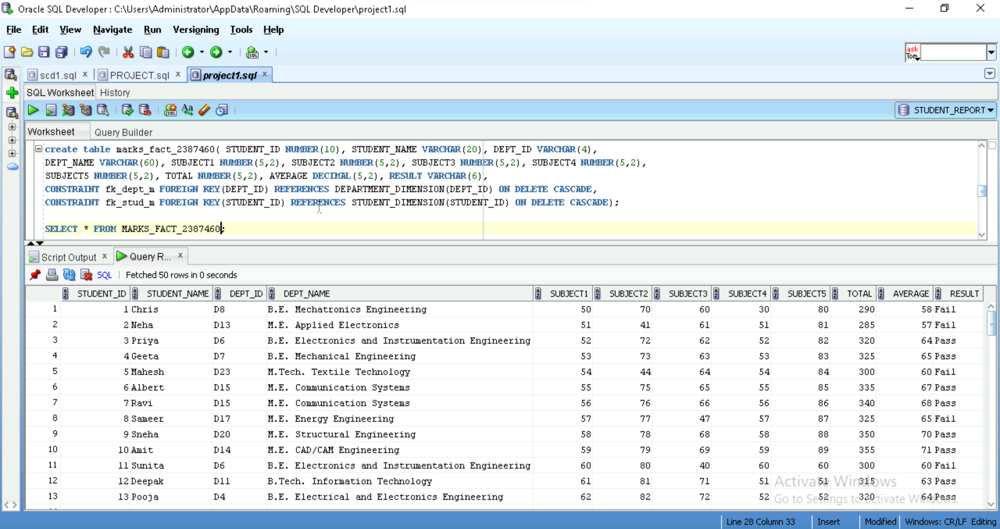 Oracle SQL Developer : C:\Users\Administrator\AppData\Roaming\SQL Developer\project1.sql
File Edit View Navigate Run Versioning Tools Help
ask
Tom
scd1.sql PROJECT.sql project1.sql
SQL Worksheet History
STUDENT_REPORT
Worksheet Query Builder
create table marks_fact_2387460( STUDENT_ID NUMBER(10), STUDENT_NAME VARCHAR(20), DEPT_ID VARCHAR(4),
DEPT_NAME VARCHAR(60), SUBJECT1 NUMBER(5,2), SUBJECT2 NUMBER(5,2), SUBJECT3 NUMBER(5,2), SUBJECT4 NUMBER(5,2),
SUBJECT5 NUMBER(5,2), TOTAL NUMBER(5,2), AVERAGE DECIMAL(5,2), RESULT VARCHAR(6),
CONSTRAINT fk_dept_m FOREIGN KEY(DEPT_ID) REFERENCES DEPARTMENT_DIMENSION(DEPT_ID) ON DELETE CASCADE,
CONSTRAINT fk_stud_m FOREIGN KEY(STUDENT_ID) REFERENCES STUDENT_DIMENSION(STUDENT_ID) ON DELETE CASCADE);
SELECT * FROM MARKS_FACT_2387460;
Script Output Query R...
SQL Fetched 50 rows in 0 seconds
STUDENT_ID STUDENT_NAME DEPT_ID DEPT_NAME SUBJECT1 SUBJECT2 SUBJECT3 SUBJECT4 SUBJECT5 TOTAL AVERAGE RESULT
1 1 Chris D8 B.E. Mechatronics Engineering 50 70 60 30 80 290 58 Fail
2 2 Neha D13 M.E. Applied Electronics 51 41 61 51 81 285 57 Fail
3 3 Priya D6 B.E. Electronics and Instrumentation Engineering 52 72 62 52 82 320 64 Pass
4 4 Geeta D7 B.E. Mechanical Engineering 53 73 63 53 83 325 65 Pass
5 5 Mahesh D23 M.Tech. Textile Technology 54 44 64 54 84 300 60 Fail
6 6 Albert D15 M.E. Communication Systems 55 75 65 55 85 335 67 Pass
7 7 Ravi D15 M.E. Communication Systems 56 76 66 56 86 340 68 Pass
8 8 Sameer D17 M.E. Energy Engineering 57 77 47 57 87 325 65 Fail
9 9 Sneha D20 M.E. Structural Engineering 58 78 68 58 88 350 70 Pass
10 10 Amit D14 M.E. CAD/CAM Engineering 59 79 69 59 89 355 71 Pass
11 11 Sunita D6 B.E. Electronics and Instrumentation Engineering 60 80 40 60 60 300 60 Fail
12 12 Deepak D11 B.Tech. Information Technology 61 81 71 51 51 315 63 Pass
13 13 Pooja D4 B.E. Electrical and Electronics Engineering 62 82 72 52 52 320 64 Pass
Activate Windows
Go to Settings to activate Windows.
Line 28 Column 33 Insert Modified Windows: CR/LF Editing